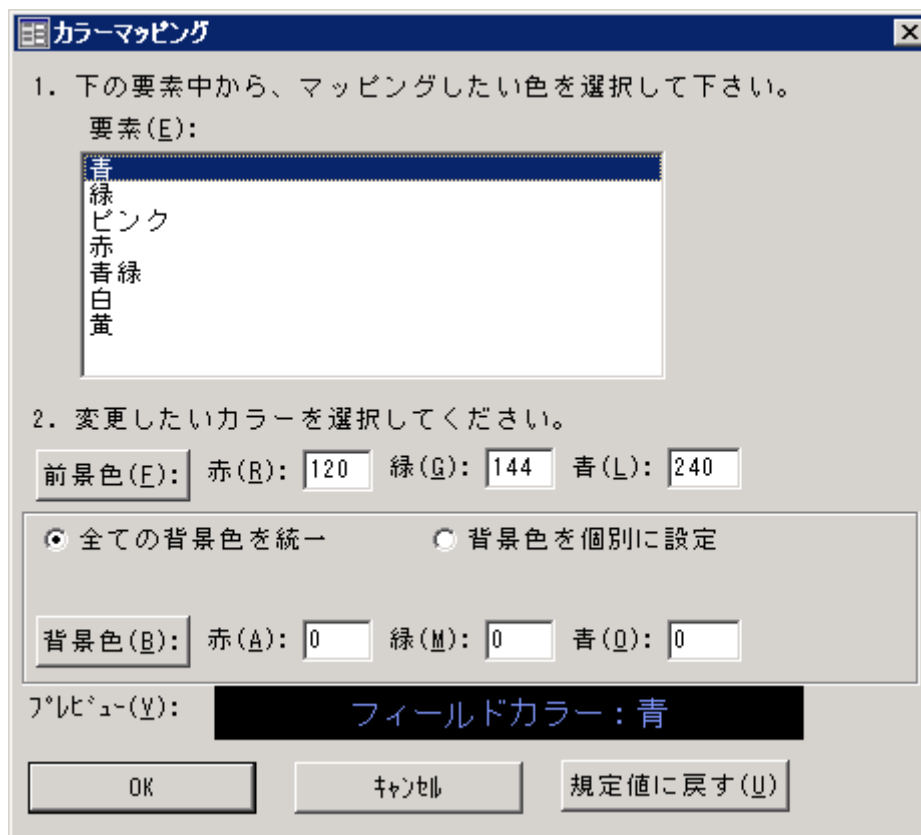 カラーマッピング
1. 下の要素中から、マッピングしたい色を選択して下さい。
要素(E):
青
緑
ピンク
赤
青緑
白
黄
2. 変更したいカラーを選択してください。
前景色(F): 赤(R): 120 緑(G): 144 青(L): 240
全ての背景色を統一 背景色を個別に設定
背景色(B): 赤(A): 0 緑(M): 0 青(O): 0
プレビュー(V): フィールドカラー:青
OK キャンセル 規定値に戻す(U)